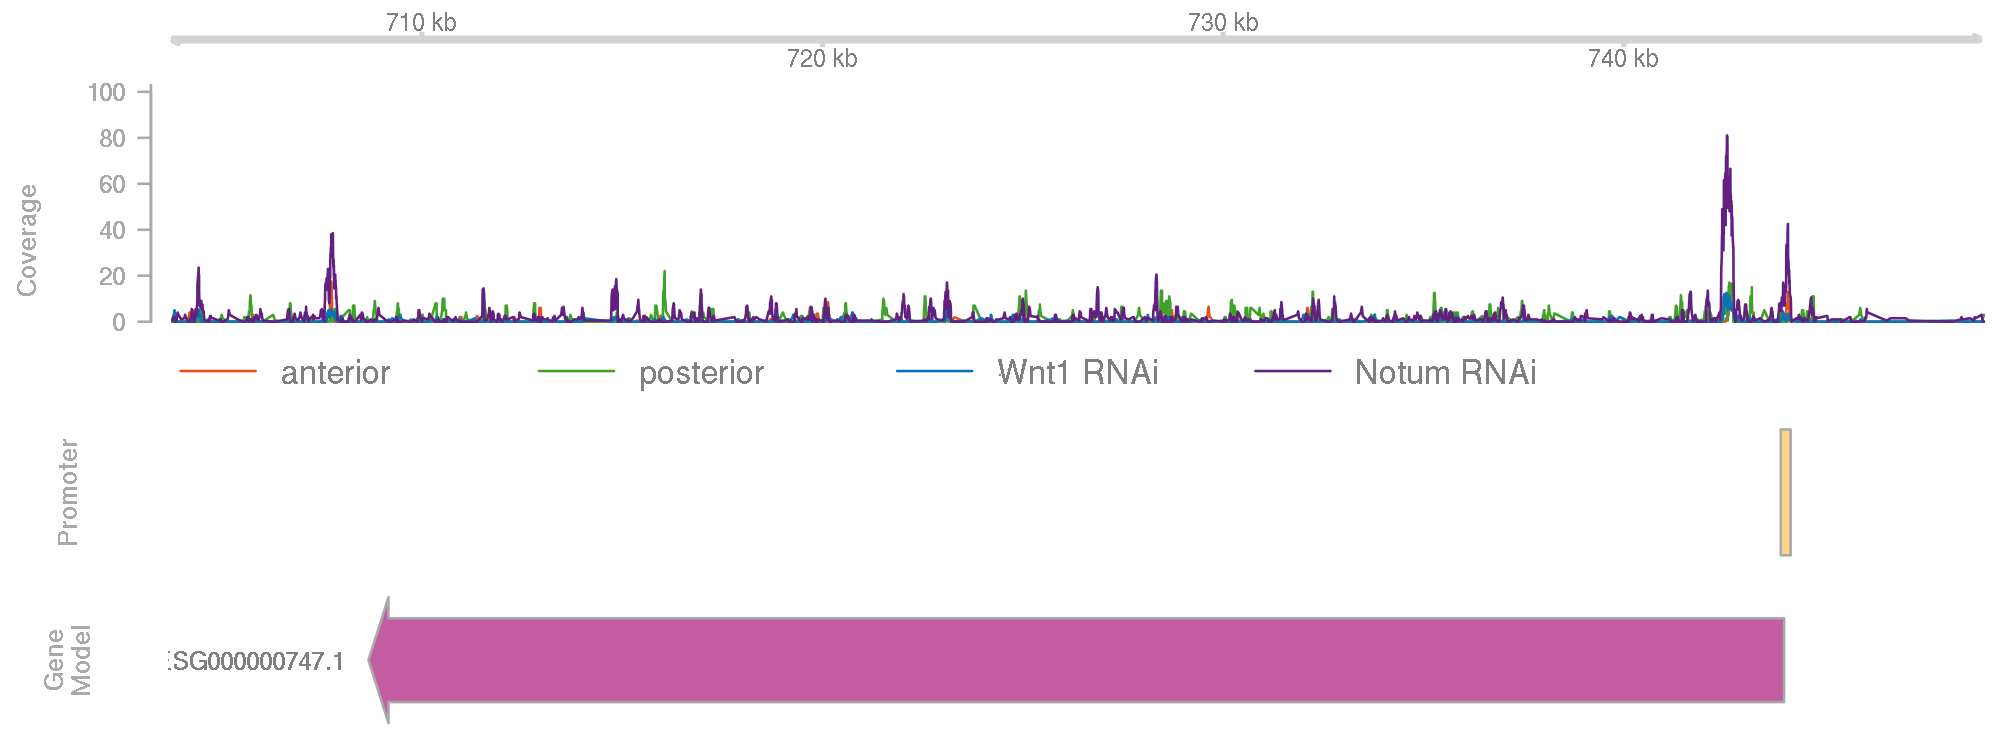 710 kb 730 kb
720 kb 740 kb
100
80
60
40
20
0
Coverage
anterior posterior Wnt1 RNAi Notum RNAi
Promoter
Gene
Model
SG000000747.1